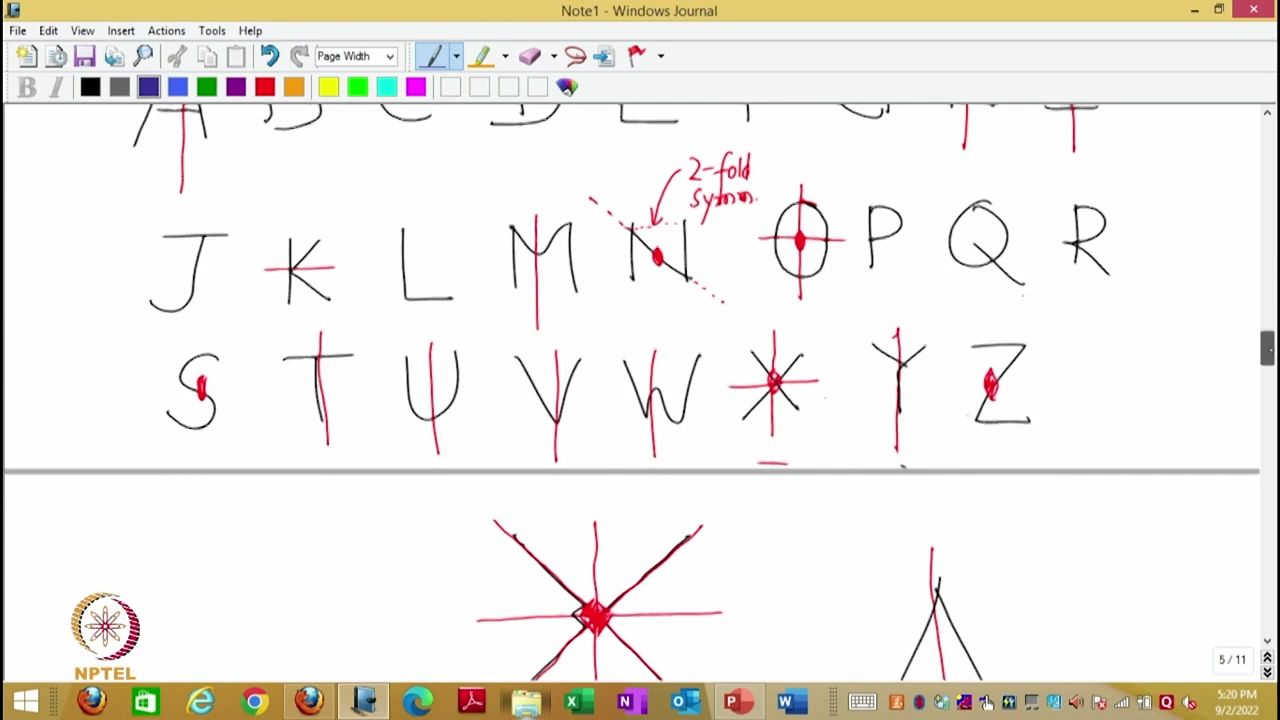 Note1 - Windows Journal
File Edit View Insert Actions Tools Help
Page Width
B I
A B C D E F G H I
2-fold
symm.
J K L M N O P Q R
S T U V W X Y Z
NPTEL
5 / 11
5:20 PM
9/2/2022